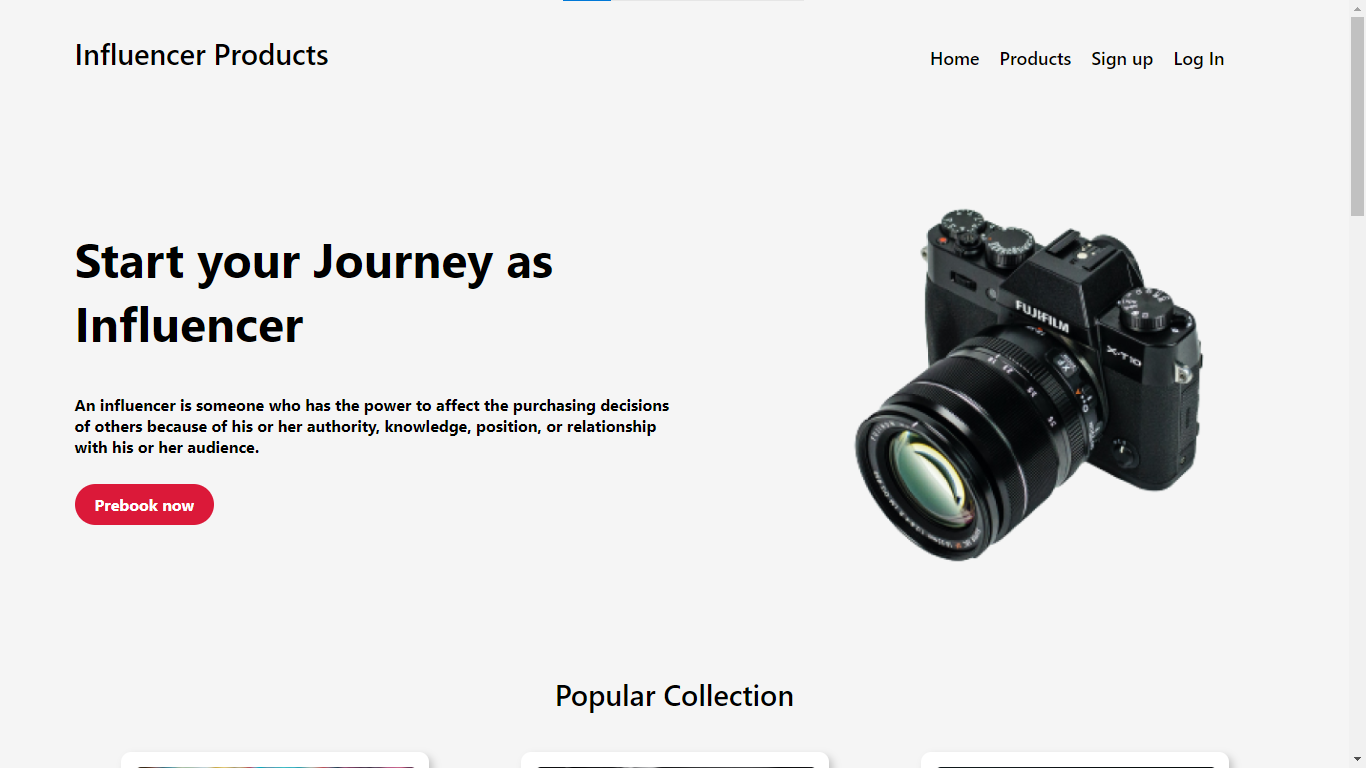 Influencer Products
Home Products Sign up Log In
Start your Journey as
Influencer
An influencer is someone who has the power to affect the purchasing decisions
of others because of his or her authority, knowledge, position, or relationship
with his or her audience.
Prebook now
FUJIFILM
X-T10
XF
Popular Collection